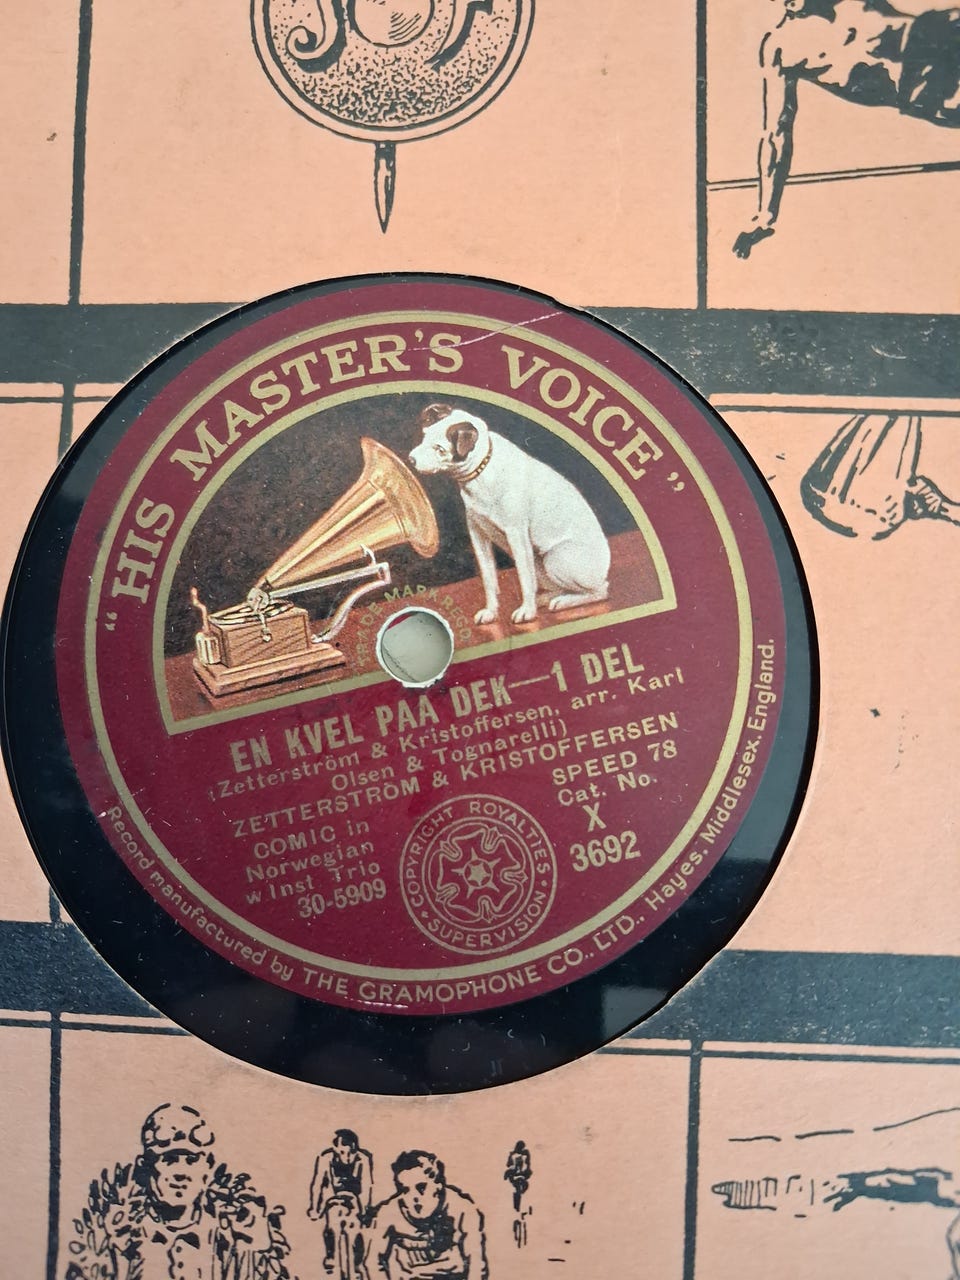 “HIS MASTER'S VOICE”
TRADE MARK REGD
EN KVEL PAA DEK—1 DEL
(Zetterström & Kristoffersen, arr. Karl
Olsen & Tognarelli)
ZETTERSTRÖM & KRISTOFFERSEN
COMIC in
Norwegian
w Inst Trio
30-5909
SPEED 78
Cat. No.
X
3692
COPYRIGHT ROYALTIES
SUPERVISION
Record manufactured by THE GRAMOPHONE CO., LTD., Hayes, Middlesex, England.